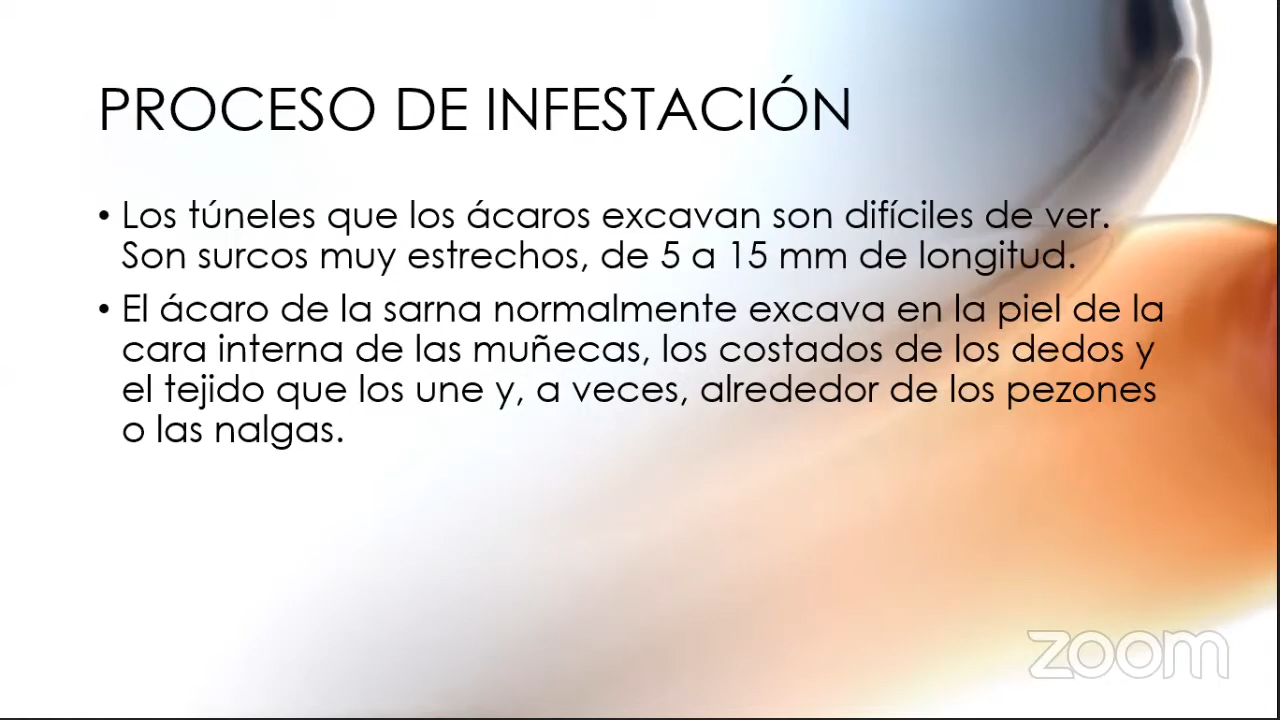 PROCESO DE INFESTACIÓN
• Los túneles que los ácaros excavan son difíciles de ver.
Son surcos muy estrechos, de 5 a 15 mm de longitud.
• El ácaro de la sarna normalmente excava en la piel de la
cara interna de las muñecas, los costados de los dedos y
el tejido que los une y, a veces, alrededor de los pezones
o las nalgas.
zoom